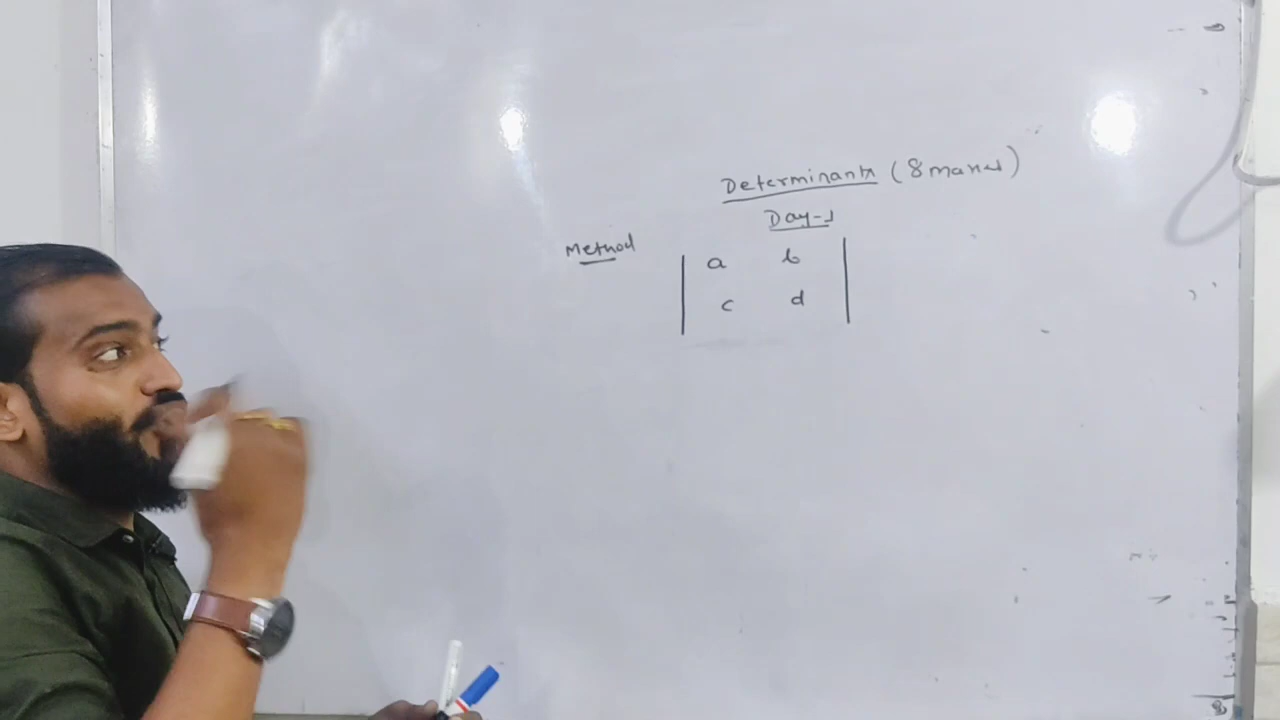 Determinants (8 marks)
Day-1
Method
| a b |
| c d |